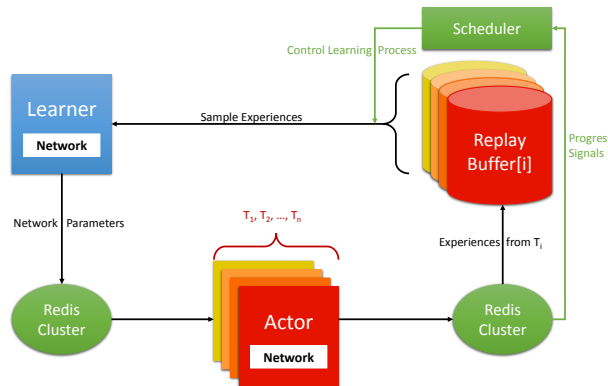 Scheduler
Control Learning Process
Learner
Network
Sample Experiences
Replay
Buffer[i]
Progres
Signals
Network Parameters
T1, T2, ..., Tn
Experiences from Ti
Redis
Cluster
Actor
Network
Redis
Cluster